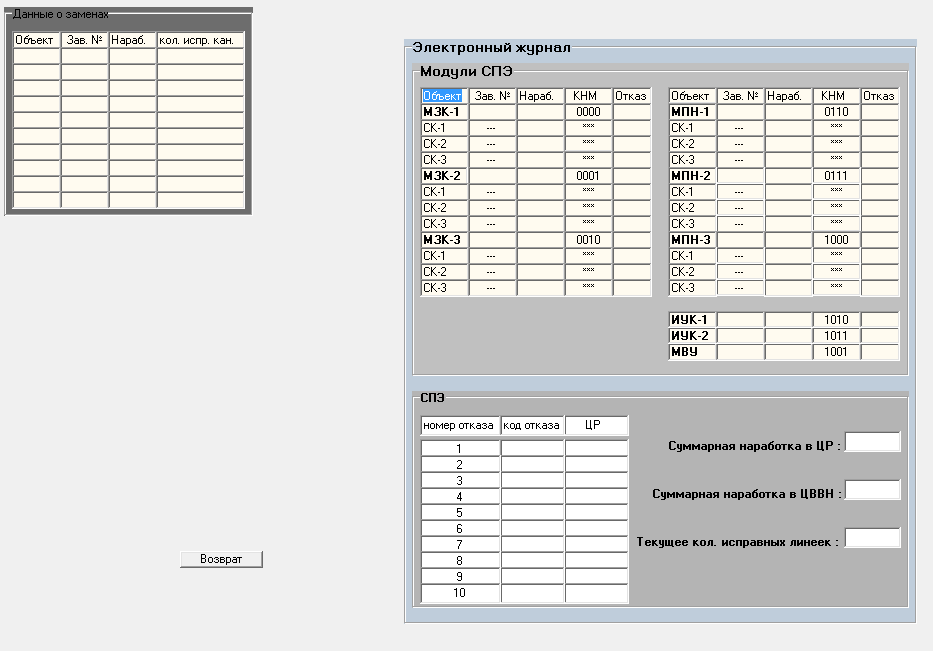 Данные о заменах
Объект Зав. № Нараб. кол. испр. кан.
Электронный журнал
Модули СПЭ
Объект Зав. № Нараб. КНМ Отказ
МЗК-1 0000
СК-1 --- ***
СК-2 --- ***
СК-3 --- ***
МЗК-2 0001
СК-1 --- ***
СК-2 --- ***
СК-3 --- ***
МЗК-3 0010
СК-1 --- ***
СК-2 --- ***
СК-3 --- ***
Объект Зав. № Нараб. КНМ Отказ
МПН-1 0110
СК-1 --- ***
СК-2 --- ***
СК-3 --- ***
МПН-2 0111
СК-1 --- ***
СК-2 --- ***
СК-3 --- ***
МПН-3 1000
СК-1 --- ***
СК-2 --- ***
СК-3 --- ***
ИУК-1 1010
ИУК-2 1011
МВУ 1001
СПЭ
номер отказа код отказа ЦР
1
2
3
4
5
6
7
8
9
10
Суммарная наработка в ЦР :
Суммарная наработка в ЦВВН :
Текущее кол. исправных линеек :
Возврат